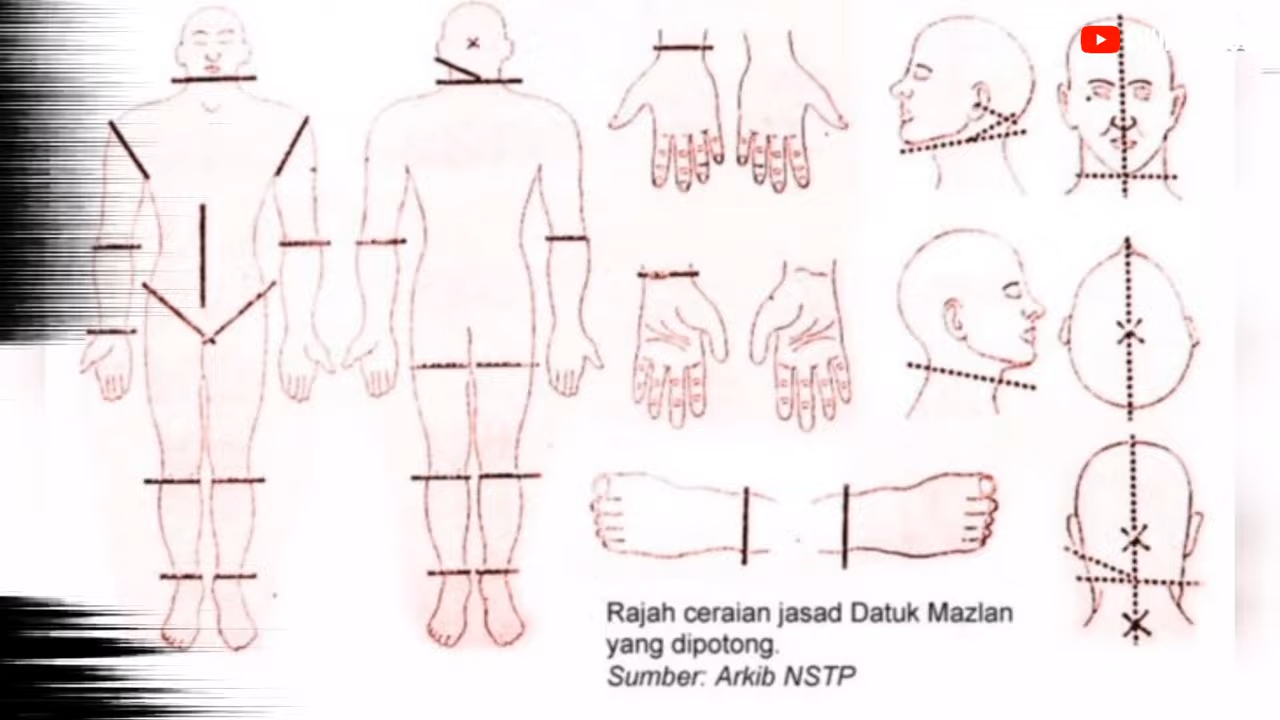 Rajah ceraian jasad Datuk Mazlan
yang dipotong.
Sumber: Arkib NSTP